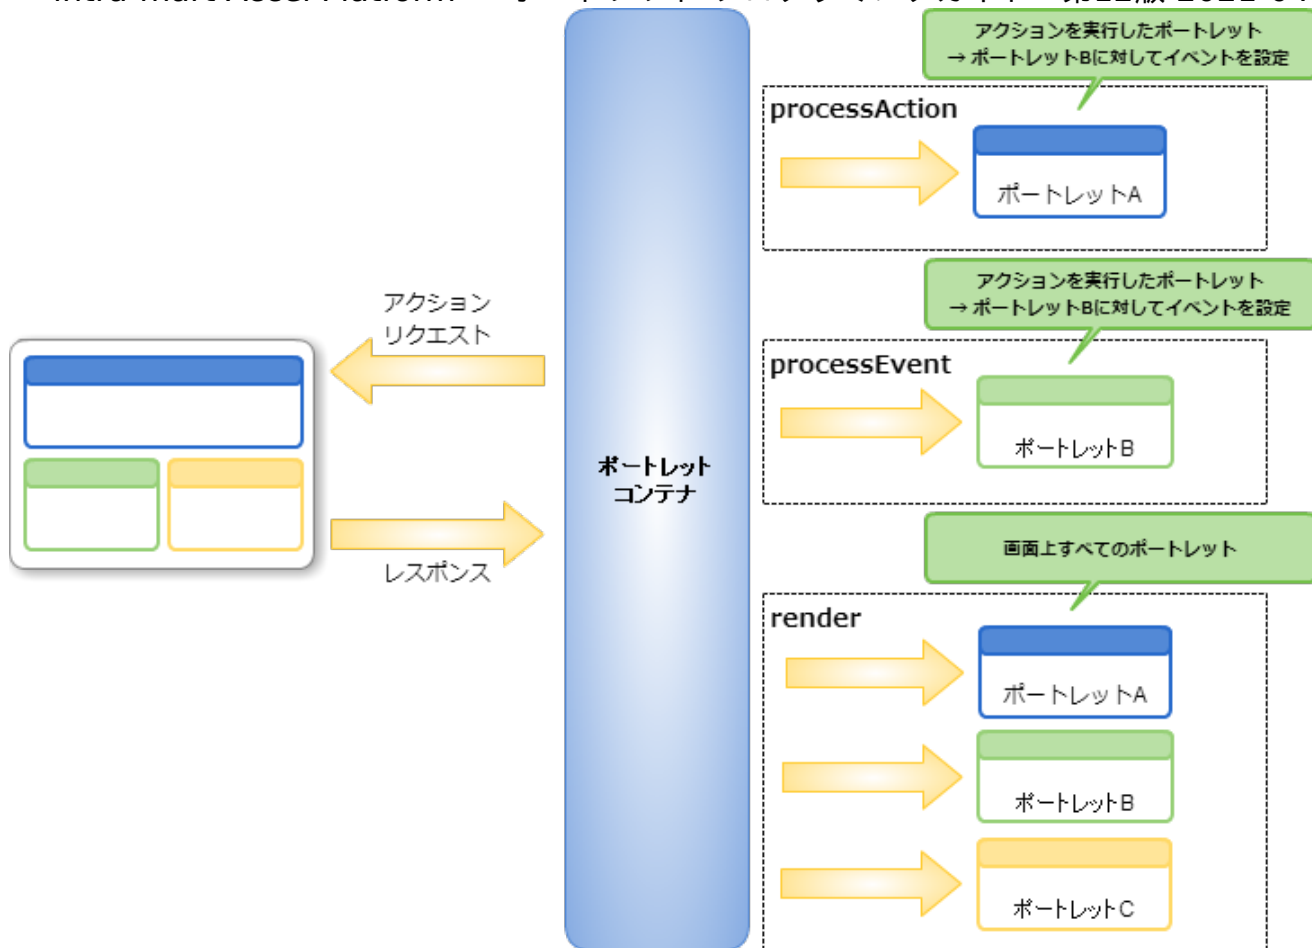 アクションを実行したポートレット
→ ポートレットBに対してイベントを設定
processAction
ポートレットA
アクションを実行したポートレット
→ ポートレットBに対してイベントを設定
アクション
リクエスト
processEvent
ポートレットB
ポートレット
コンテナ
レスポンス
画面上すべてのポートレット
render
ポートレットA
ポートレットB
ポートレットC